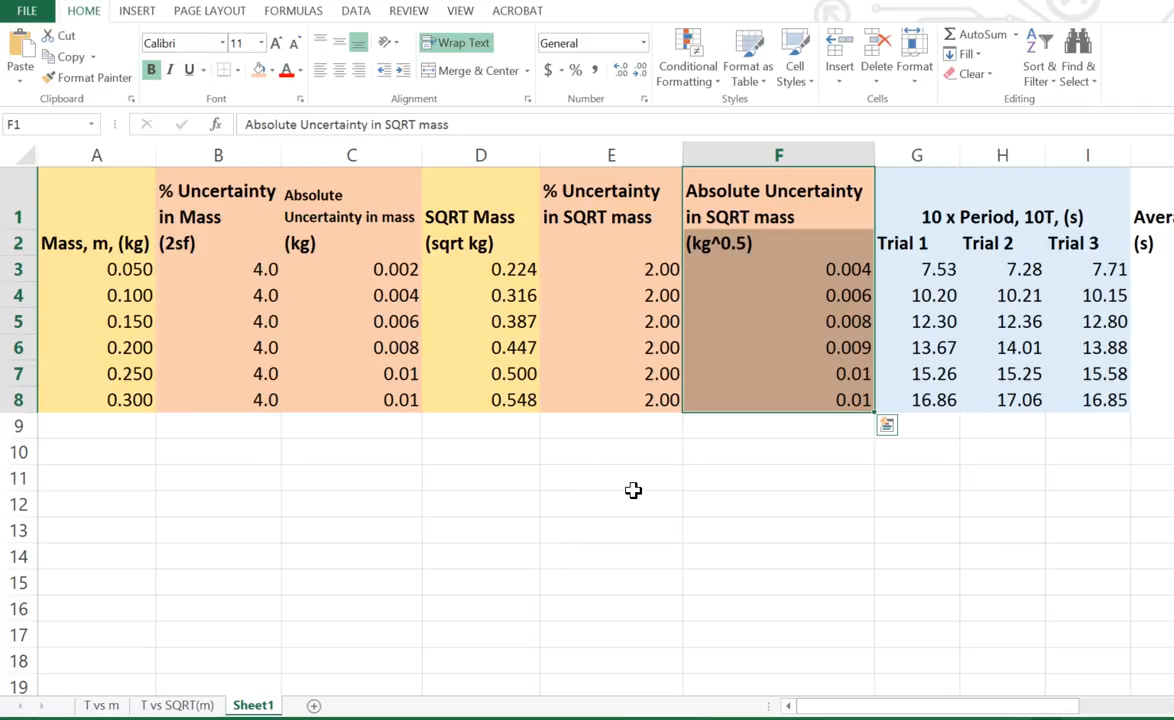 FILE HOME INSERT PAGE LAYOUT FORMULAS DATA REVIEW VIEW ACROBAT
Paste Cut Copy Format Painter Clipboard
Calibri 11 A A B I U A Font
Wrap Text Merge & Center Alignment
General $ % , .0 .00 .00 .0 Number
Conditional Formatting Format as Table Cell Styles Styles
Insert Delete Format Cells
AutoSum Fill Clear Sort & Filter Find & Select Editing
F1 fx Absolute Uncertainty in SQRT mass
A B C D E F G H I
% Uncertainty % Uncertainty Absolute Uncertainty
Absolute
1 in Mass Uncertainty in mass SQRT Mass in SQRT mass in SQRT mass 10 x Period, 10T, (s) Aver
2 Mass, m, (kg) (2sf) (kg) (sqrt kg) (kg^0.5) Trial 1 Trial 2 Trial 3 (s)
3 0.050 4.0 0.002 0.224 2.00 0.004 7.53 7.28 7.71
4 0.100 4.0 0.004 0.316 2.00 0.006 10.20 10.21 10.15
5 0.150 4.0 0.006 0.387 2.00 0.008 12.30 12.36 12.80
6 0.200 4.0 0.008 0.447 2.00 0.009 13.67 14.01 13.88
7 0.250 4.0 0.01 0.500 2.00 0.01 15.26 15.25 15.58
8 0.300 4.0 0.01 0.548 2.00 0.01 16.86 17.06 16.85
9
10
11
12
13
14
15
16
17
18
19
T vs m T vs SQRT(m) Sheet1